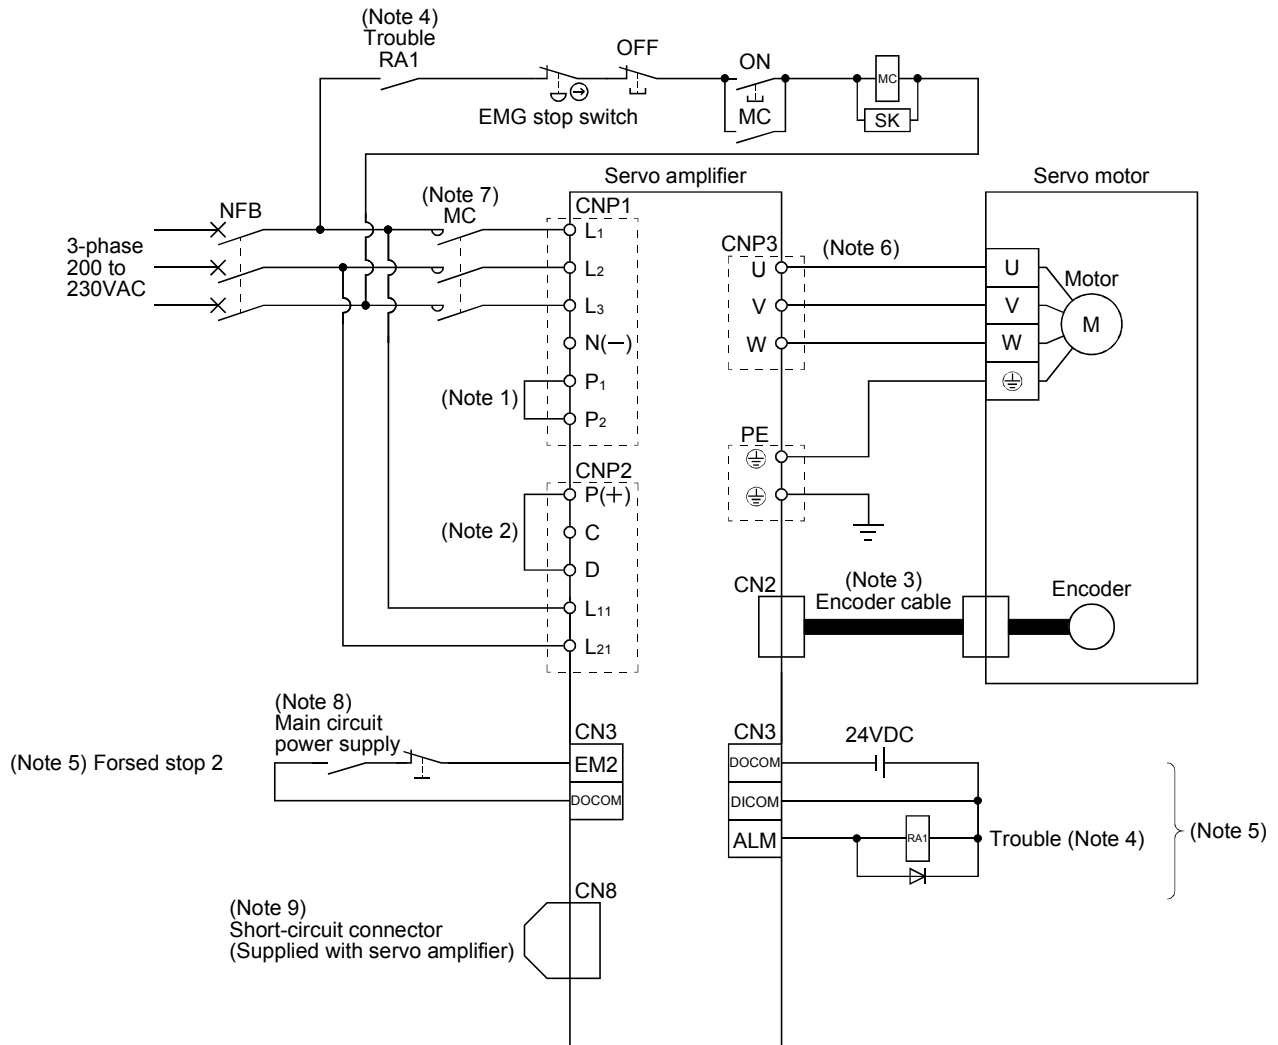 (Note 4)
Trouble
RA1
OFF
ON
MC
EMG stop switch
MC
SK
Servo amplifier
Servo motor
NFB
(Note 7)
MC
CNP1
3-phase
200 to
230VAC
L1
L2
L3
N(−)
P1
P2
(Note 1)
CNP3
U
V
W
(Note 6)
U
V
W
Motor
M
PE
CNP2
P(+)
C
D
L11
L21
(Note 2)
CN2
(Note 3)
Encoder cable
Encoder
(Note 8)
Main circuit
power supply
(Note 5) Forsed stop 2
CN3
EM2
DOCOM
CN3
DOCOM
DICOM
ALM
24VDC
RA1
Trouble (Note 4)
(Note 5)
CN8
(Note 9)
Short-circuit connector
(Supplied with servo amplifier)